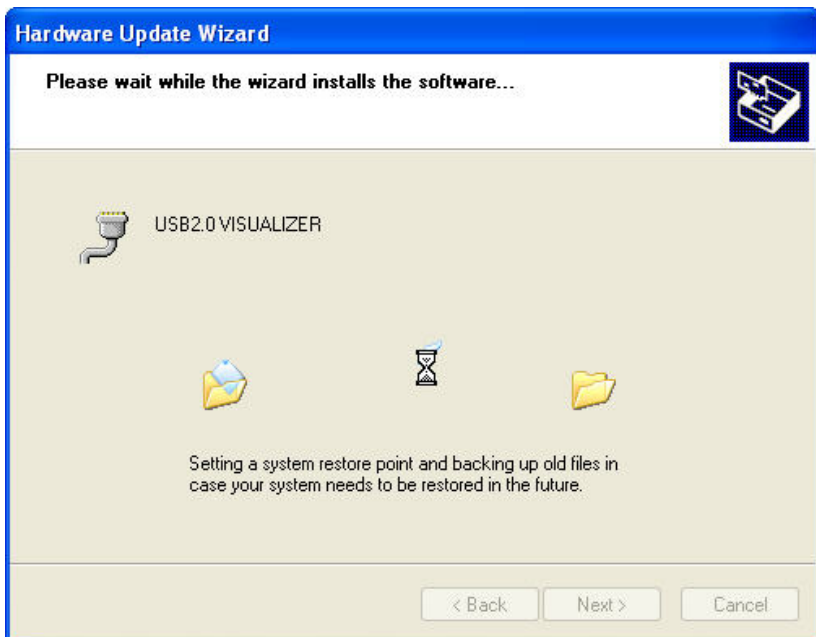 Hardware Update Wizard
Please wait while the wizard installs the software...
USB2.0 VISUALIZER
Setting a system restore point and backing up old files in
case your system needs to be restored in the future.
< Back
Next >
Cancel